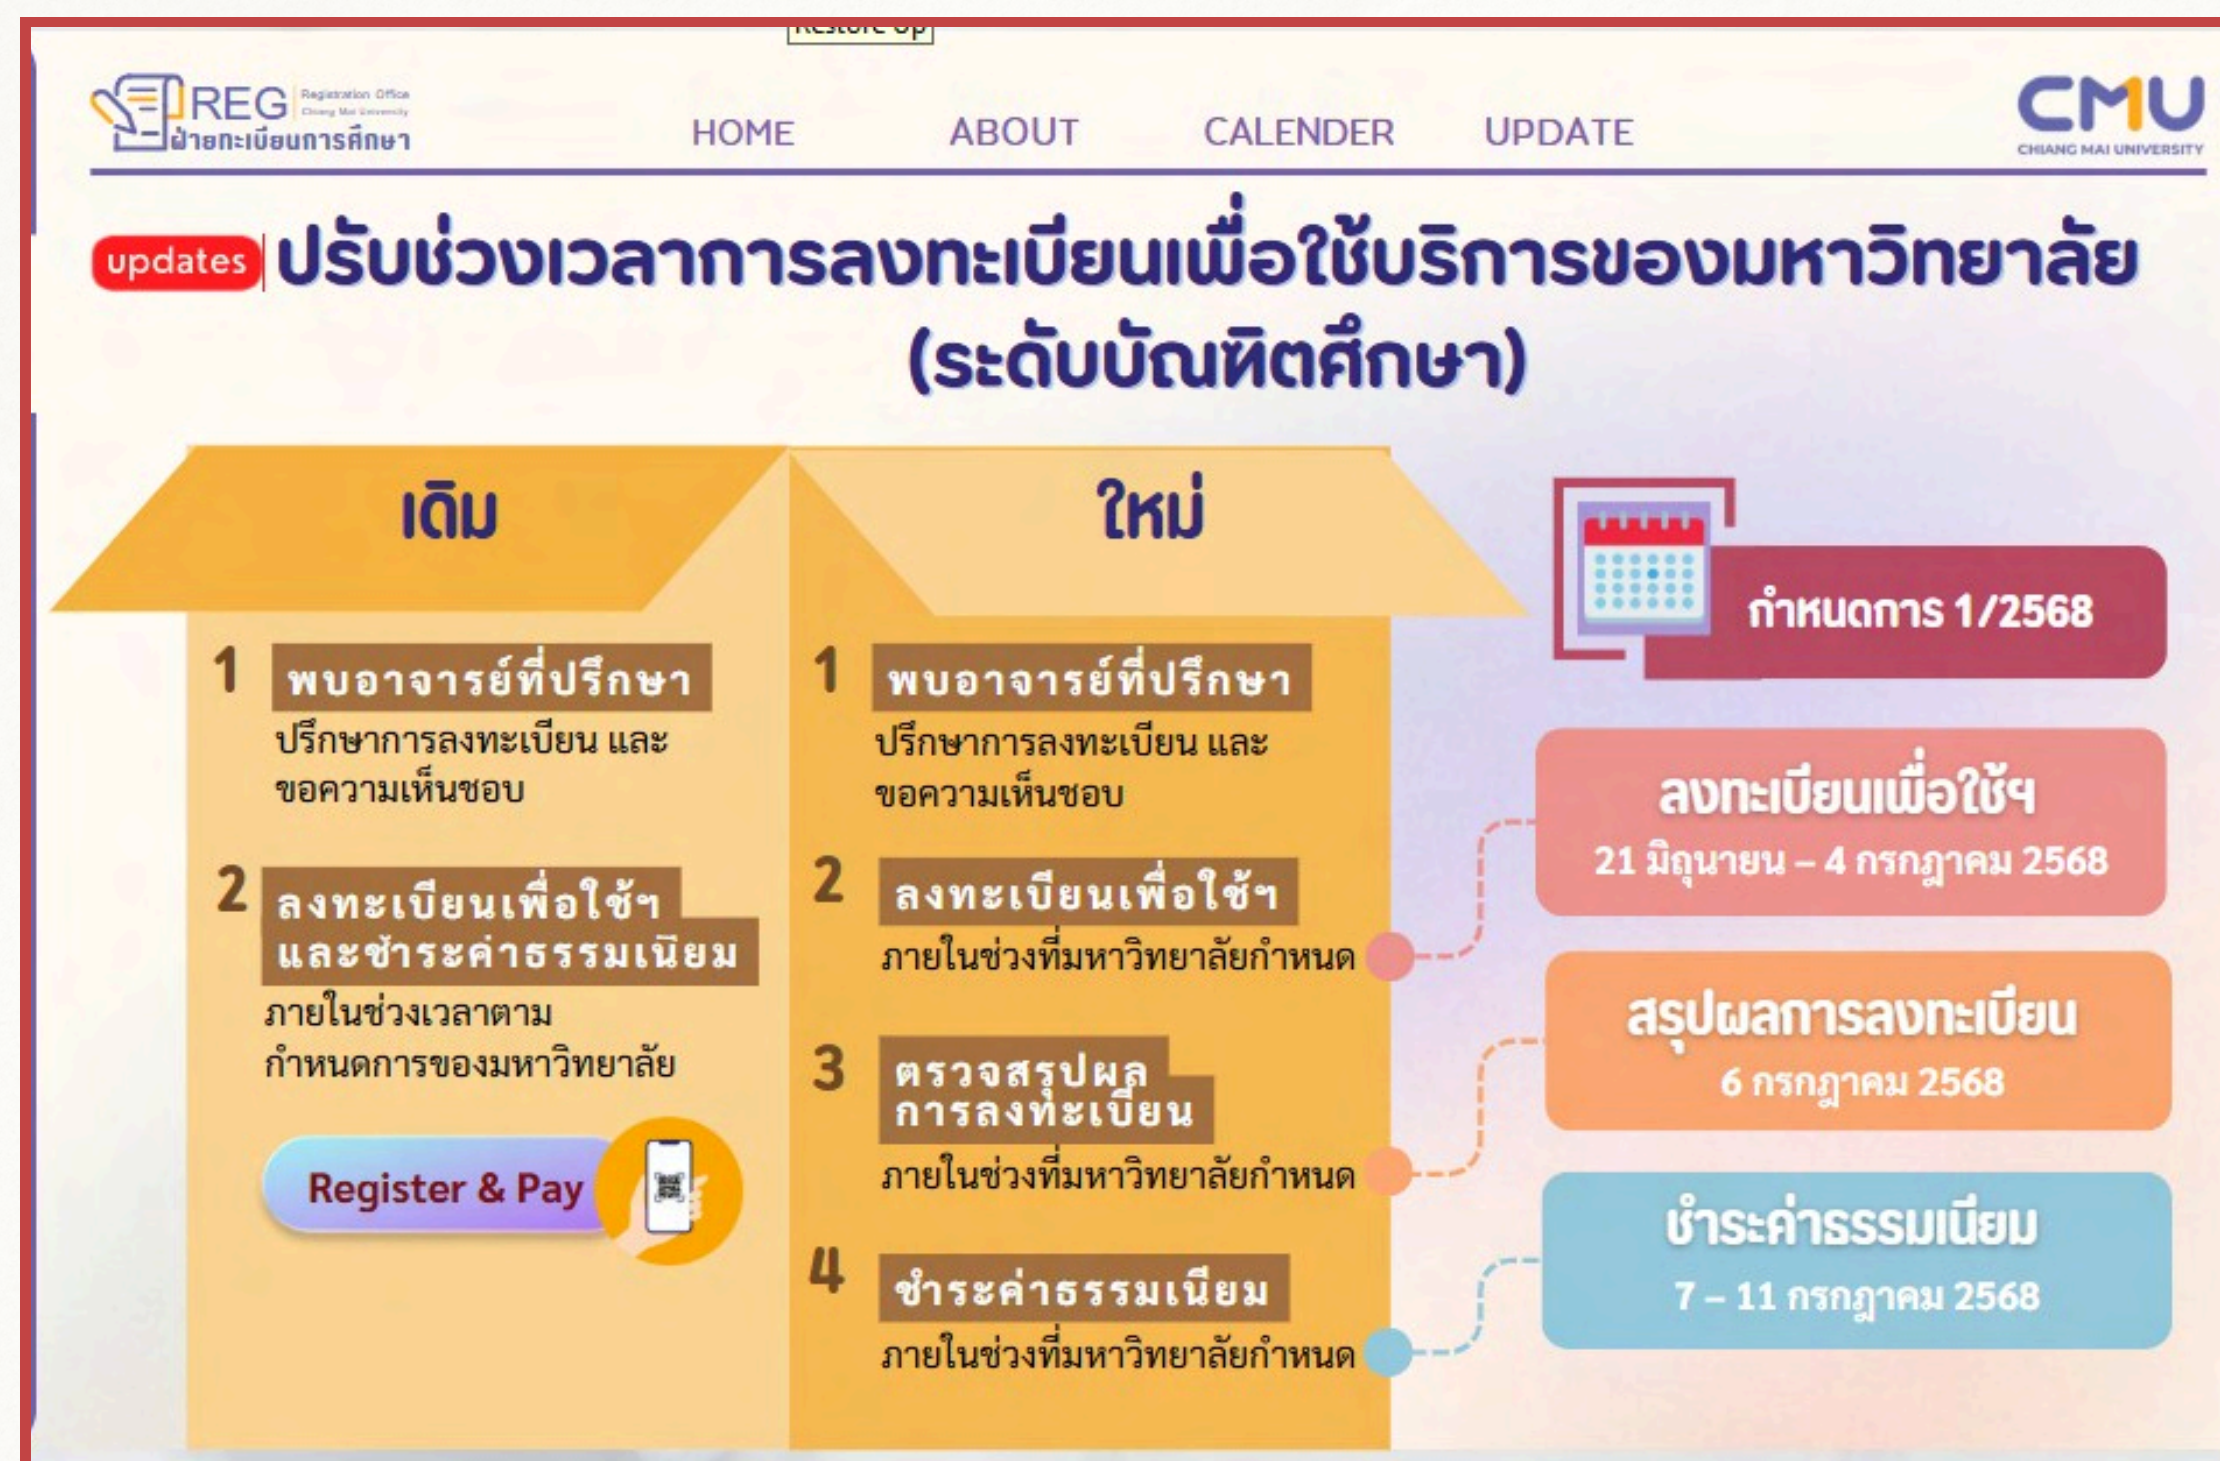 REG
Registration Office
Chiang Mai University
ฝ่ายทะเบียนการศึกษา
HOME ABOUT CALENDER UPDATE
CMU
CHIANG MAI UNIVERSITY
updates ปรับช่วงเวลาการลงทะเบียนเพื่อใช้บริการของมหาวิทยาลัย
(ระดับบัณฑิตศึกษา)
เดิม
1 พบอาจารย์ที่ปรึกษา
ปรึกษาการลงทะเบียน และ
ขอความเห็นชอบ
2 ลงทะเบียนเพื่อใช้ฯ
และชำระค่าธรรมเนียม
ภายในช่วงเวลาตาม
กำหนดการของมหาวิทยาลัย
Register & Pay
ใหม่
1 พบอาจารย์ที่ปรึกษา
ปรึกษาการลงทะเบียน และ
ขอความเห็นชอบ
2 ลงทะเบียนเพื่อใช้ฯ
ภายในช่วงที่มหาวิทยาลัยกำหนด
3 ตรวจสรุปผล
การลงทะเบียน
ภายในช่วงที่มหาวิทยาลัยกำหนด
4 ชำระค่าธรรมเนียม
ภายในช่วงที่มหาวิทยาลัยกำหนด
กำหนดการ 1/2568
ลงทะเบียนเพื่อใช้ฯ
21 มิถุนายน – 4 กรกฎาคม 2568
สรุปผลการลงทะเบียน
6 กรกฎาคม 2568
ชำระค่าธรรมเนียม
7 – 11 กรกฎาคม 2568